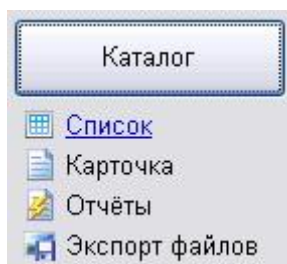 Каталог
Список
Карточка
Отчёты
Экспорт файлов